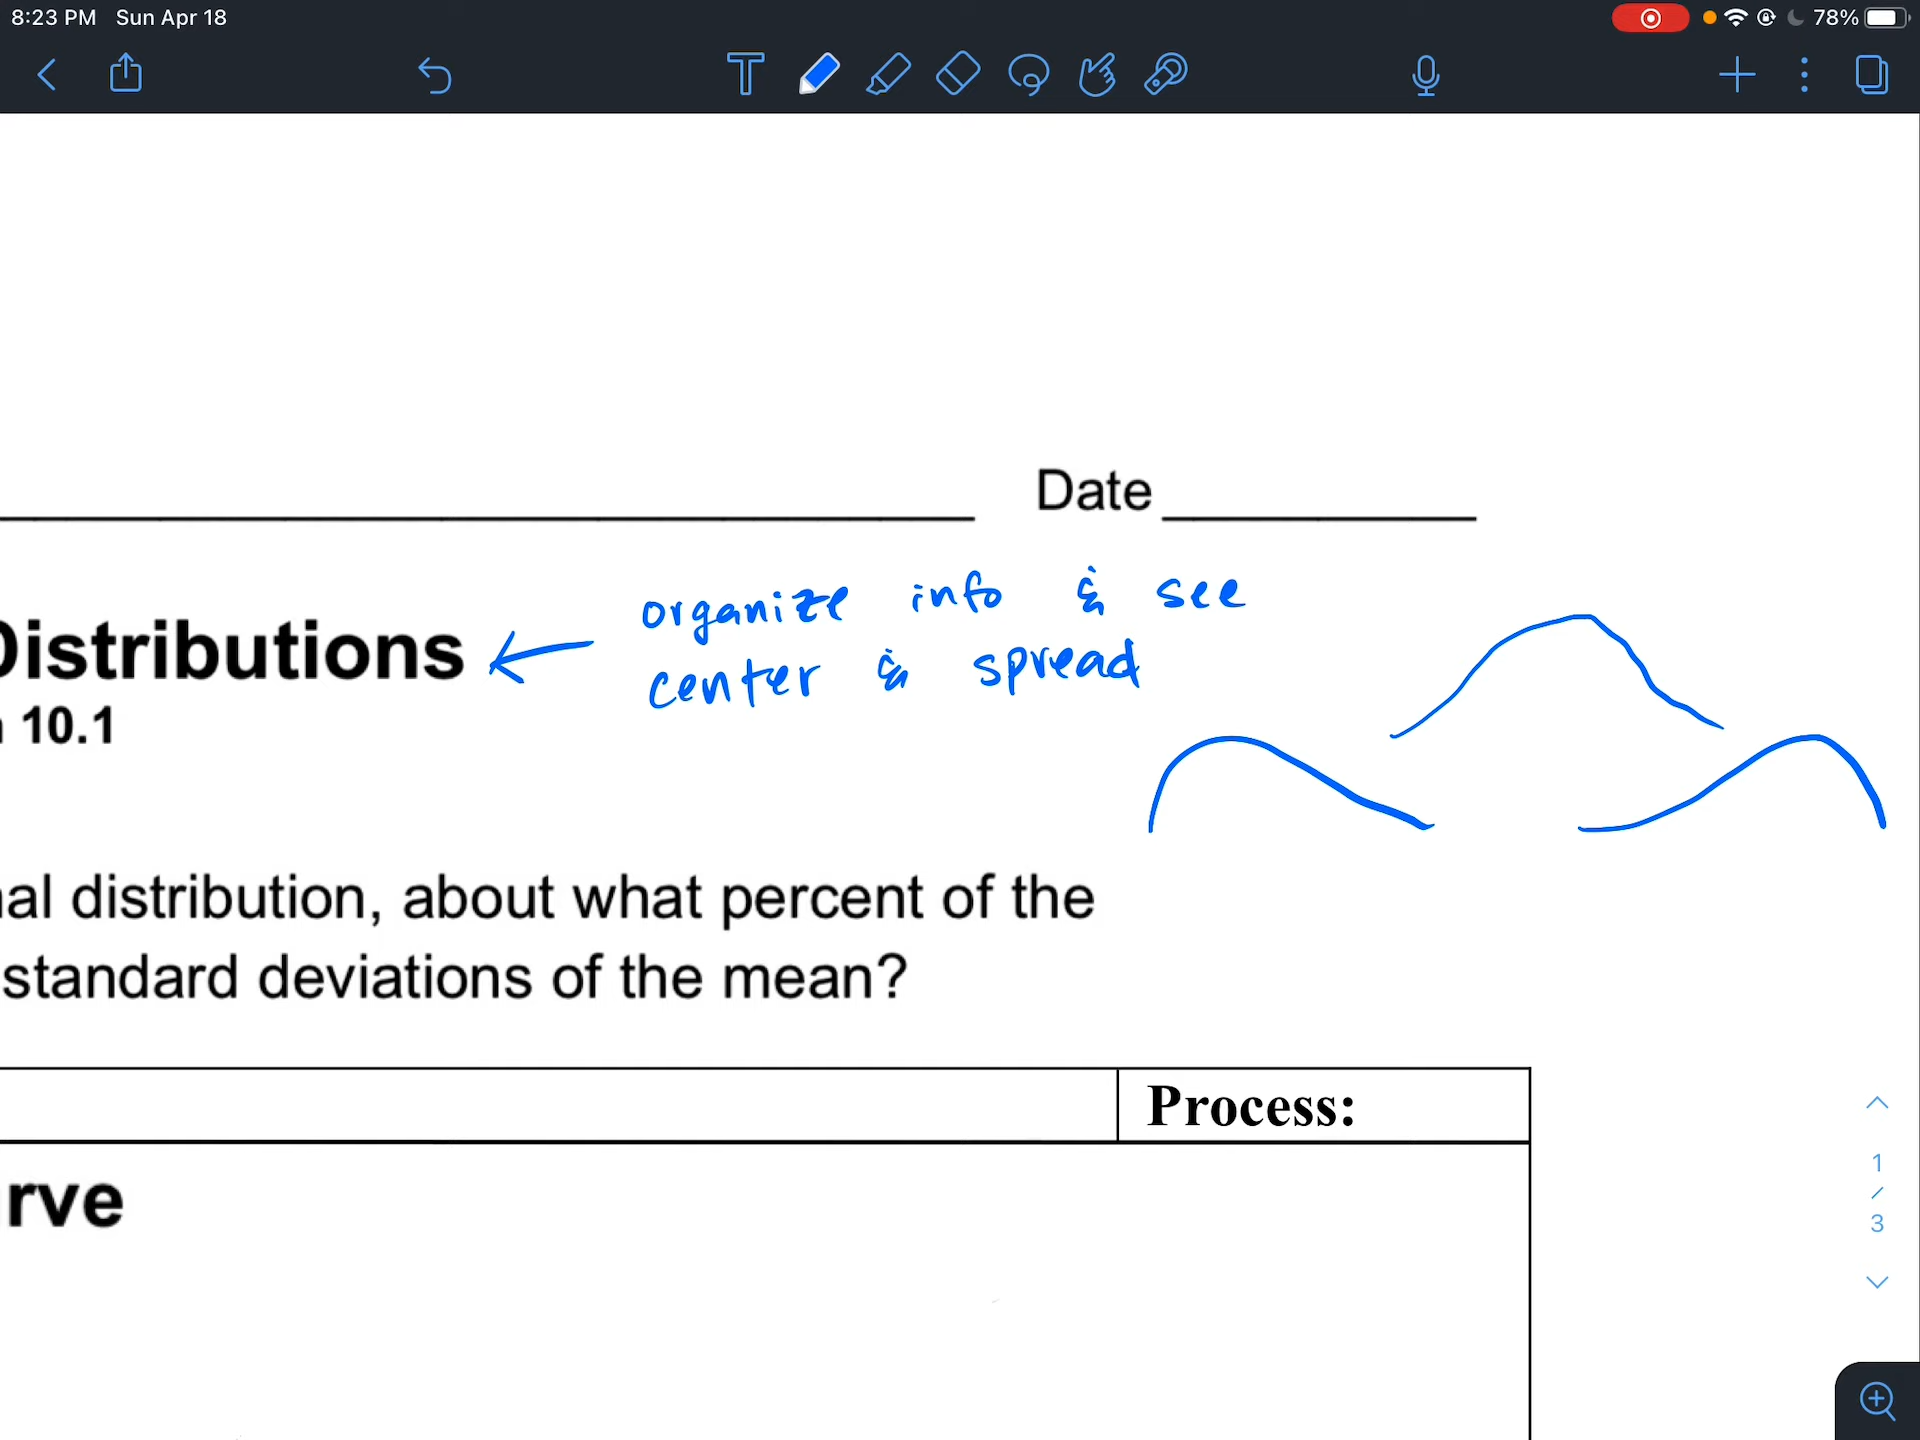 8:23 PM Sun Apr 18
78%
Date
Distributions
organize info & see
center & spread
10.1
al distribution, about what percent of the
standard deviations of the mean?
Process:
rve
1
/
3